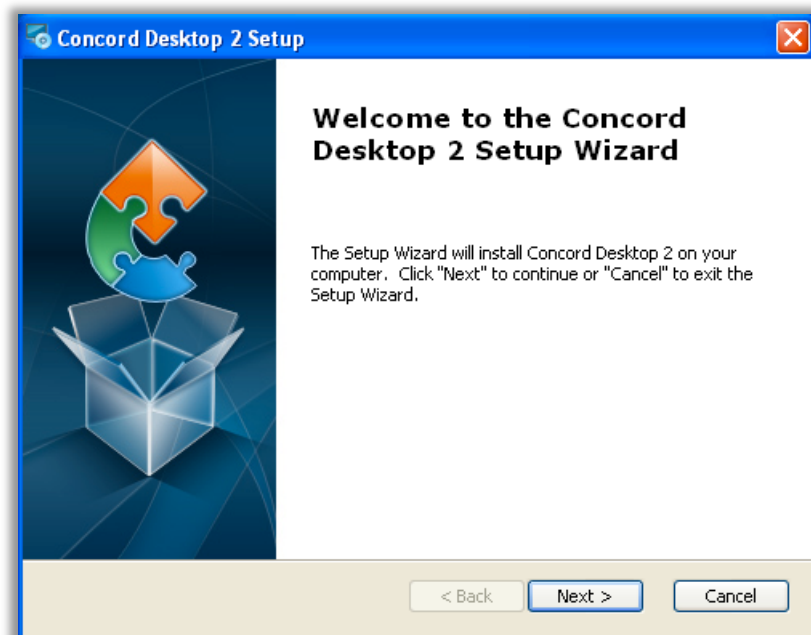 Concord Desktop 2 Setup
Welcome to the Concord
Desktop 2 Setup Wizard
The Setup Wizard will install Concord Desktop 2 on your
computer. Click "Next" to continue or "Cancel" to exit the
Setup Wizard.
< Back Next > Cancel